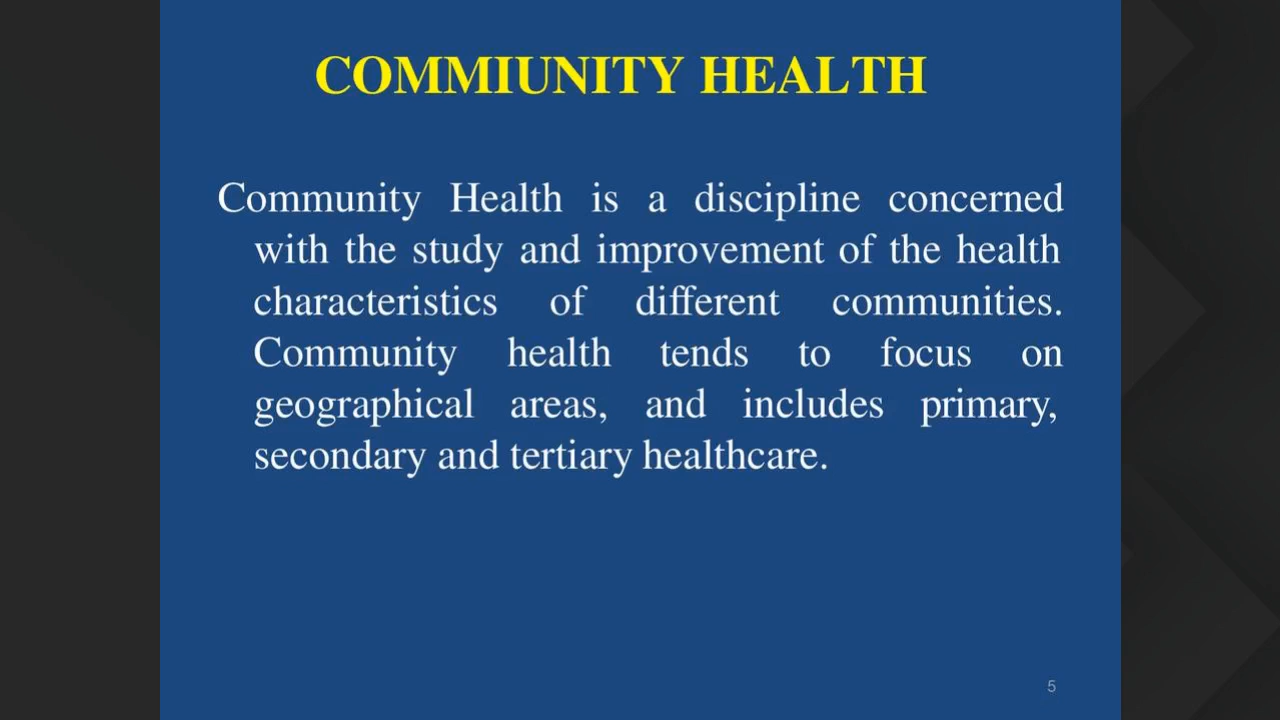 COMMIUNITY HEALTH
Community Health is a discipline concerned
with the study and improvement of the health
characteristics of different communities.
Community health tends to focus on
geographical areas, and includes primary,
secondary and tertiary healthcare.
5